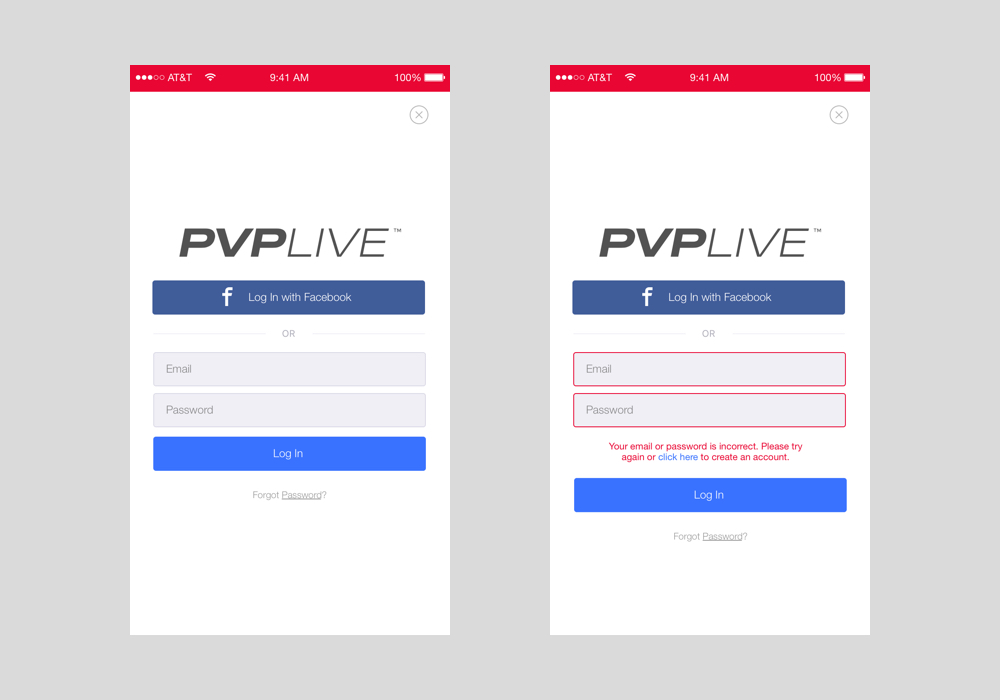 AT&T 9:41 AM 100%
PVPLIVE™
f Log In with Facebook
OR
Email
Password
Log In
Forgot Password?
AT&T 9:41 AM 100%
PVPLIVE™
f Log In with Facebook
OR
Email
Password
Your email or password is incorrect. Please try
again or click here to create an account.
Log In
Forgot Password?